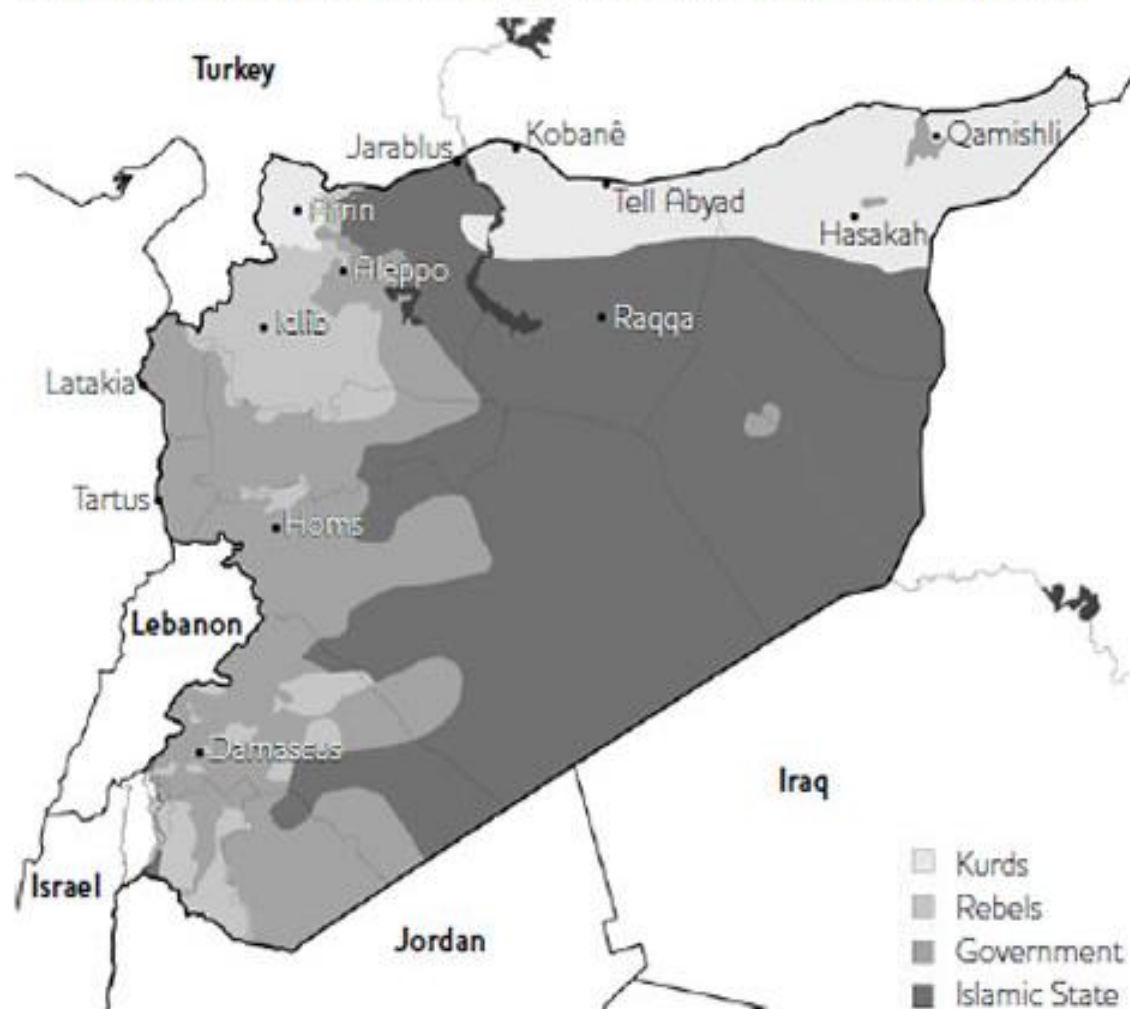 Turkey
Jarablus
Kobanê
Qamishli
Afrin
Tell Abyad
Hasakah
Aleppo
Idlib
Raqqa
Latakia
Tartus
Homs
Lebanon
Damascus
Iraq
Israel
Jordan
Kurds
Rebels
Government
Islamic State